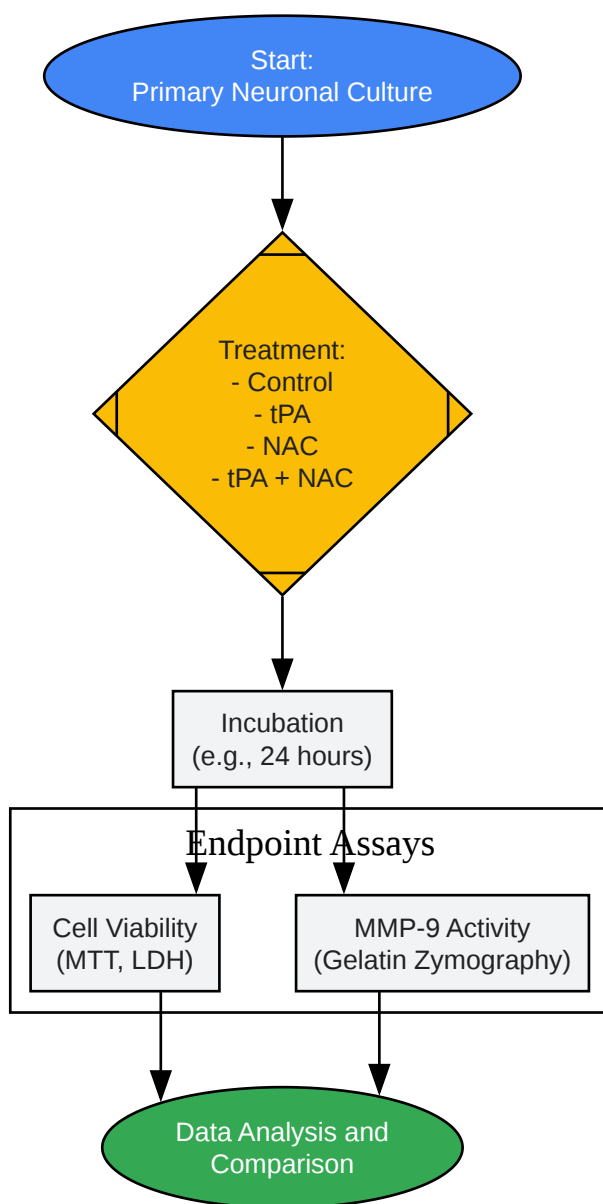 Start:
Primary Neuronal Culture
Treatment:
- Control
- tPA
- NAC
- tPA + NAC
Incubation
(e.g., 24 hours)
Endpoint Assays
Cell Viability
(MTT, LDH)
MMP-9 Activity
(Gelatin Zymography)
Data Analysis and
Comparison